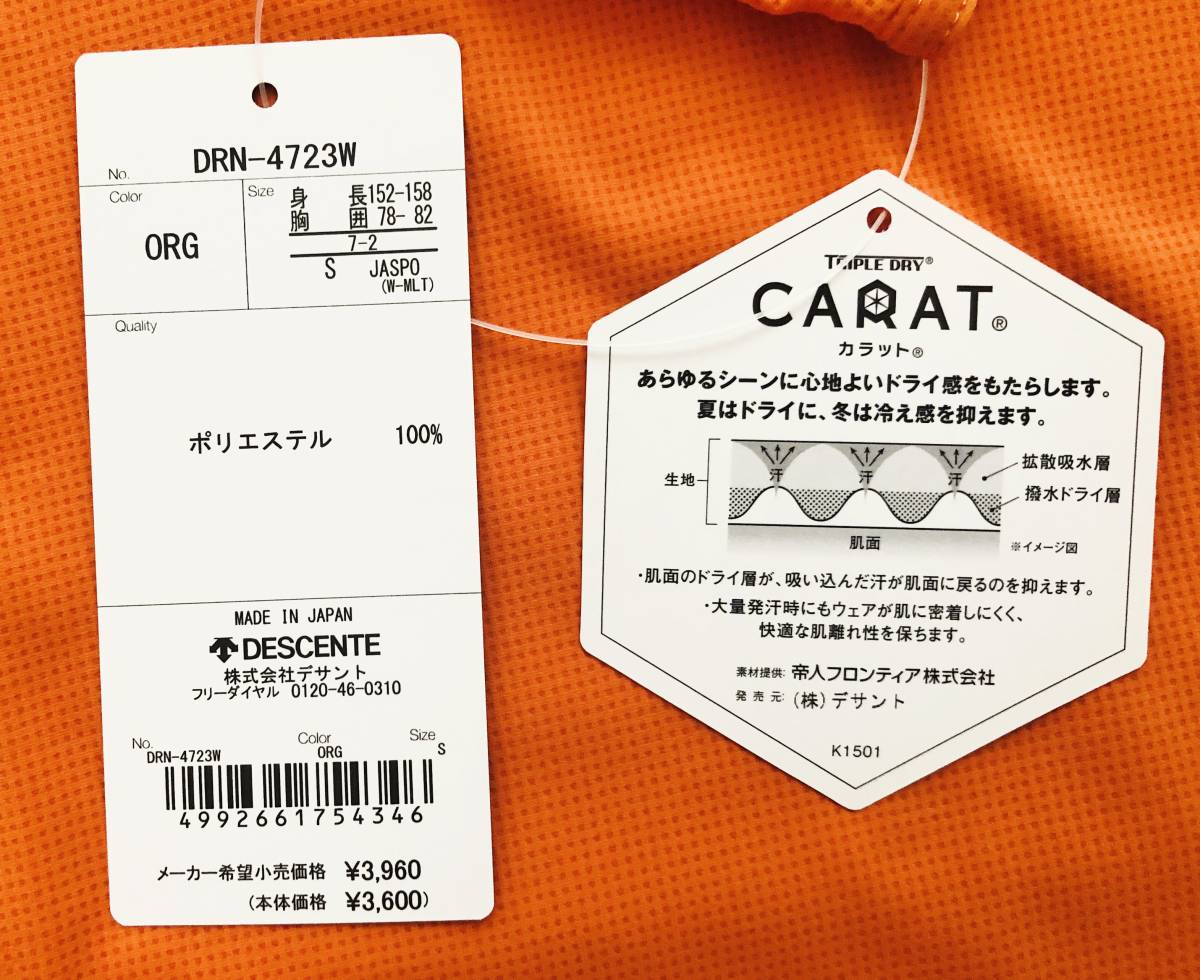 No. DRN-4723W
Color
ORG
Size
身 長152-158
胸 囲 78- 82
7-2
S JASPO
(W-MLT)
Quality
ポリエステル 100%
MADE IN JAPAN
DESCENTE
株式会社デサント
フリーダイヤル 0120-46-0310
No. Color Size
DRN-4723W ORG S
4992661754346
メーカー希望小売価格 ¥3,960
(本体価格 ¥3,600)
TRIPLE DRY®
CARAT®
カラット®
あらゆるシーンに心地よいドライ感をもたらします。
夏はドライに、冬は冷え感を抑えます。
生地
汗 汗 汗
拡散吸水層
撥水ドライ層
肌面
※イメージ図
・肌面のドライ層が、吸い込んだ汗が肌面に戻るのを抑えます。
・大量発汗時にもウェアが肌に密着しにくく、
快適な肌離れ性を保ちます。
素材提供: 帝人フロンティア株式会社
発売元: (株)デサント
K1501